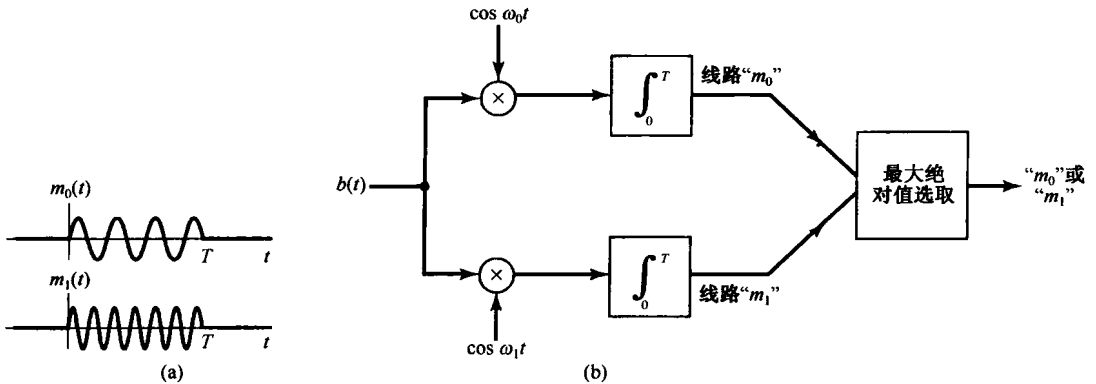 m₀(t)
T
t
m₁(t)
T
t
(a)
cos ω₀t
×
∫₀ᵀ
线路“m₀”
b(t)
最大绝
对值选取
“m₀”或
“m₁”
×
∫₀ᵀ
线路“m₁”
cos ω₁t
(b)